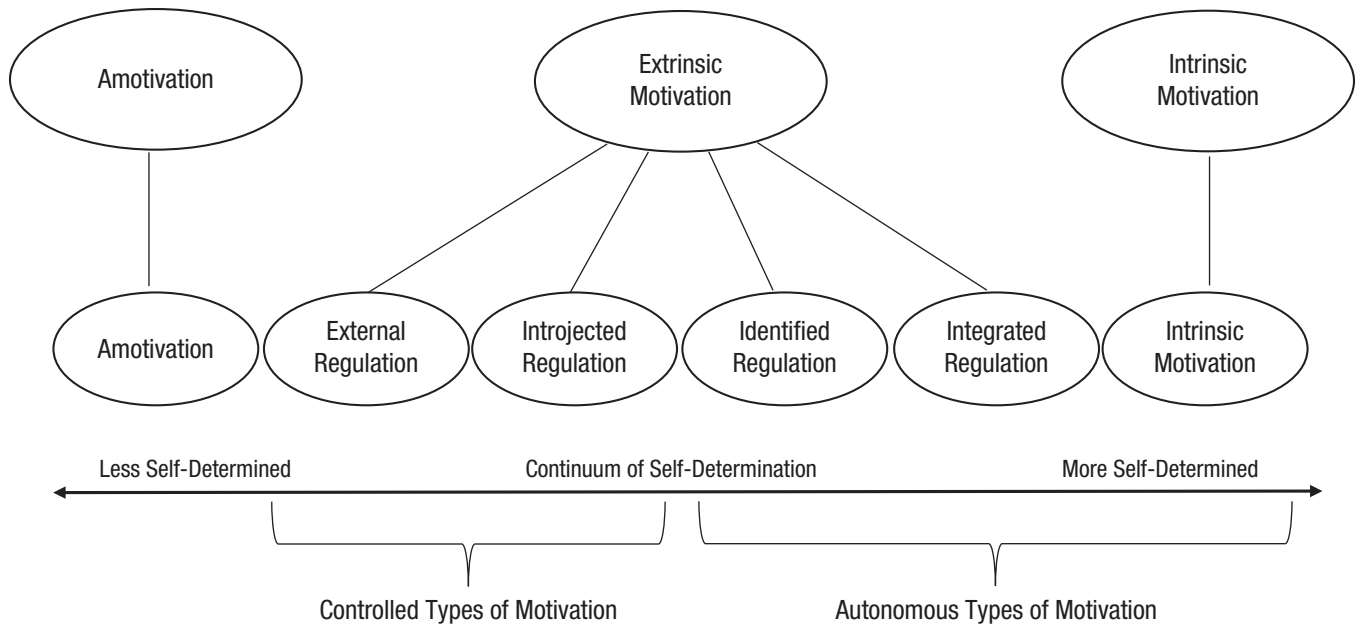 Amotivation
Extrinsic
Motivation
Intrinsic
Motivation
Amotivation
External
Regulation
Introjected
Regulation
Identified
Regulation
Integrated
Regulation
Intrinsic
Motivation
Less Self-Determined
Continuum of Self-Determination
More Self-Determined
Controlled Types of Motivation
Autonomous Types of Motivation